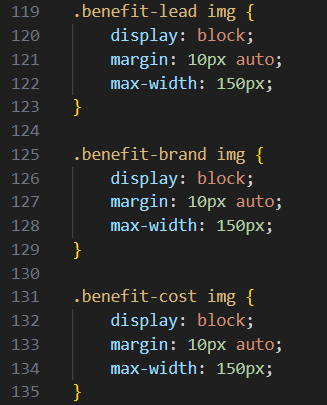 119 .benefit-lead img {
120     display: block;
121     margin: 10px auto;
122     max-width: 150px;
123 }
124
125 .benefit-brand img {
126     display: block;
127     margin: 10px auto;
128     max-width: 150px;
129 }
130
131 .benefit-cost img {
132     display: block;
133     margin: 10px auto;
134     max-width: 150px;
135 }